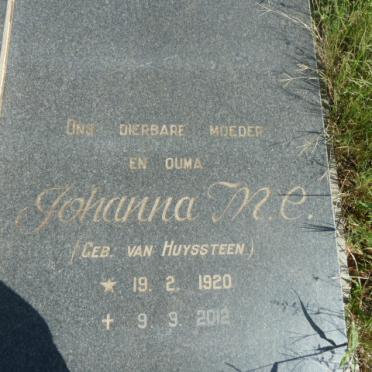 Ons dierbare moeder
en ouma
Johanna M.C.
(Geb. van Huyssteen)
★ 19. 2. 1920
✝ 9. 9. 2012